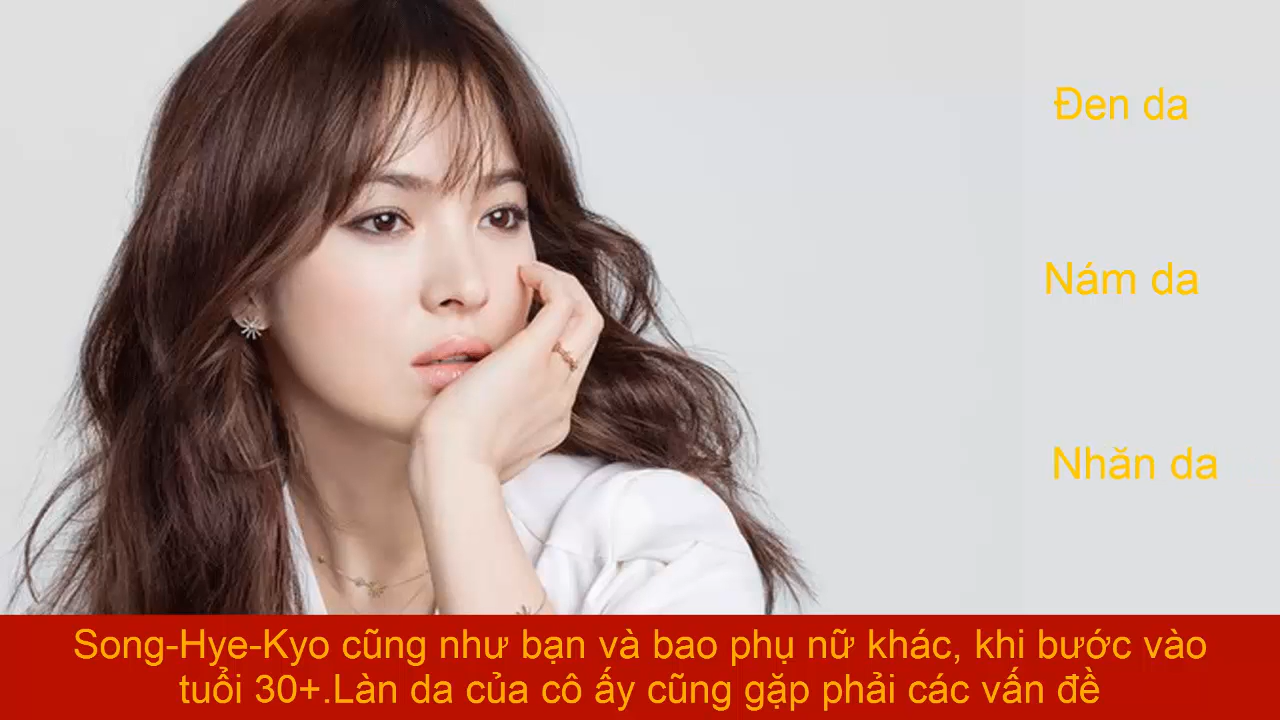 Đen da
Nám da
Nhăn da
Song-Hye-Kyo cũng như bạn và bao phụ nữ khác, khi bước vào
tuổi 30+.Làn da của cô ấy cũng gặp phải các vấn đề